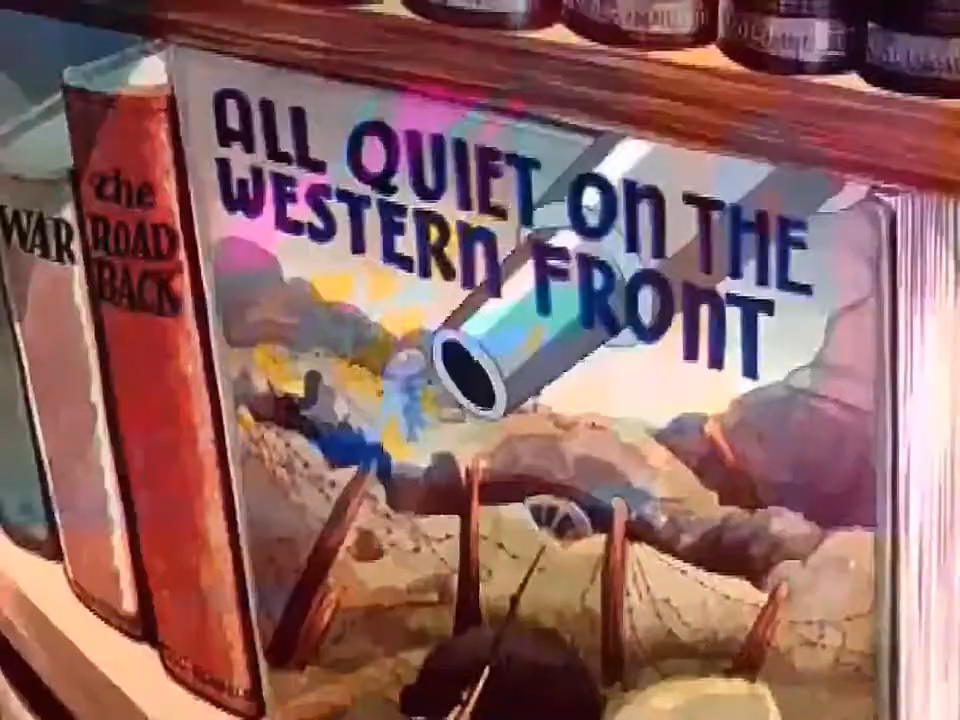 WAR
the
ROAD
BACK
ALL QUIET ON THE
WESTERN FRONT